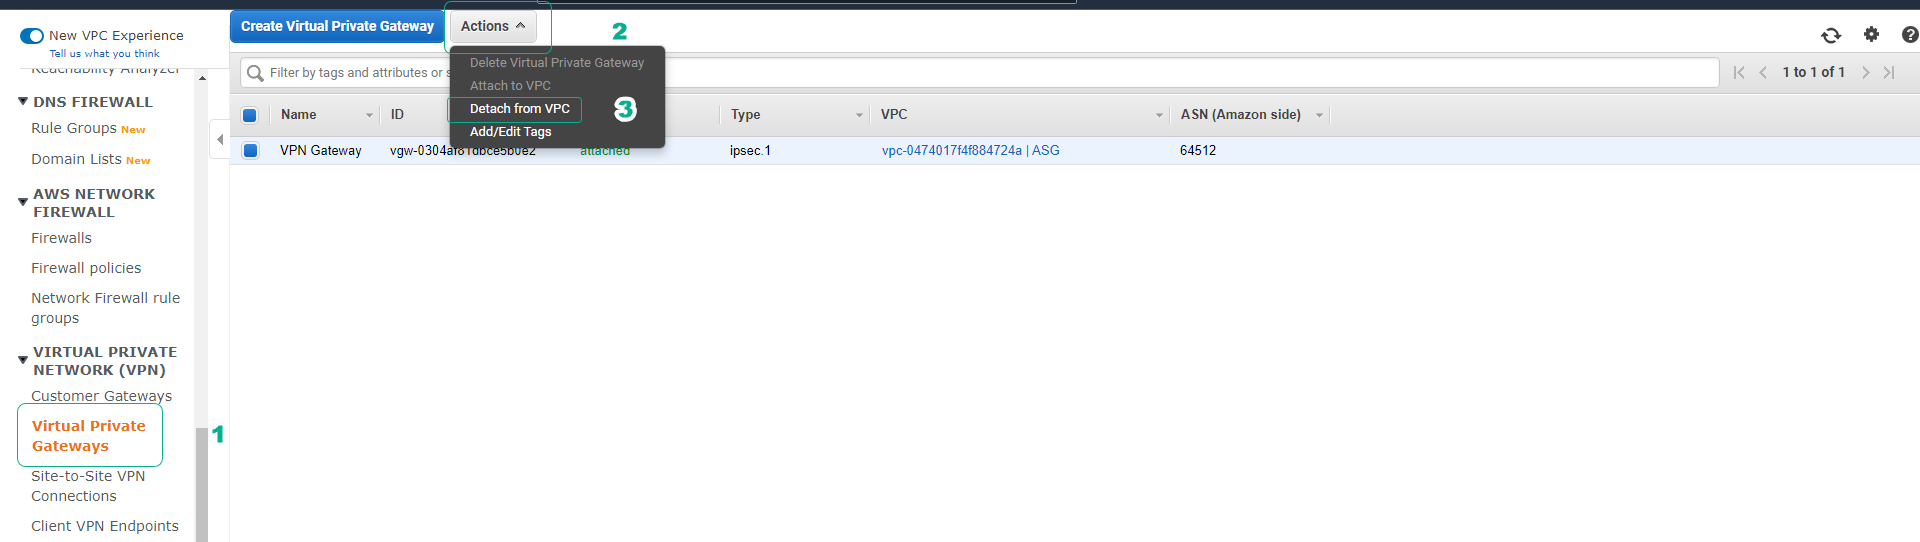 New VPC Experience
Tell us what you think
Reachability Analyzer
DNS FIREWALL
Rule Groups New
Domain Lists New
AWS NETWORK
FIREWALL
Firewalls
Firewall policies
Network Firewall rule
groups
VIRTUAL PRIVATE
NETWORK (VPN)
Customer Gateways
Virtual Private
Gateways
1
Site-to-Site VPN
Connections
Client VPN Endpoints
Create Virtual Private Gateway
Actions
2
Delete Virtual Private Gateway
Attach to VPC
Detach from VPC
3
Add/Edit Tags
Filter by tags and attributes or s
1 to 1 of 1
Name ID Type VPC ASN (Amazon side)
VPN Gateway vgw-0304af81dbce5b0e2 attached ipsec.1 vpc-0474017f4f884724a | ASG 64512